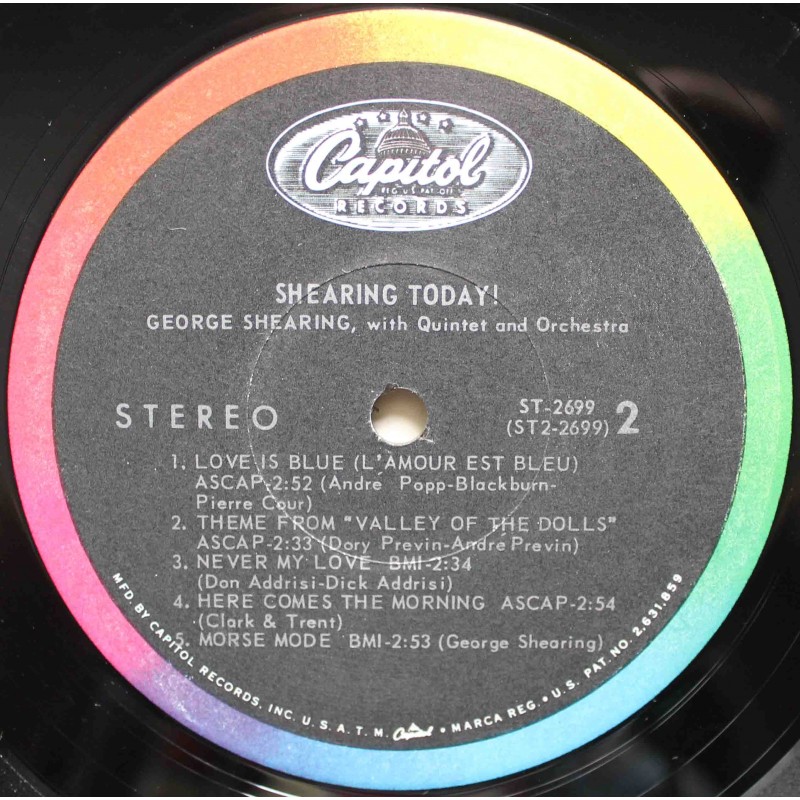 Capitol
REG. U.S. PAT. OFF.
RECORDS
SHEARING TODAY!
GEORGE SHEARING, with Quintet and Orchestra
STEREO
ST-2699
(ST2-2699) 2
1. LOVE IS BLUE (L'AMOUR EST BLEU)
ASCAP-2:52 (André Popp-Blackburn-
Pierre Cour)
2. THEME FROM "VALLEY OF THE DOLLS"
ASCAP-2:33 (Dory Previn-André Previn)
3. NEVER MY LOVE BMI-2:34
(Don Addrisi-Dick Addrisi)
4. HERE COMES THE MORNING ASCAP-2:54
(Clark & Trent)
5. MORSE MODE BMI-2:53 (George Shearing)
MFD. BY CAPITOL RECORDS, INC. U. S. A. T. M. Capitol • MARCA REG. • U. S. PAT. NO. 2,631,859